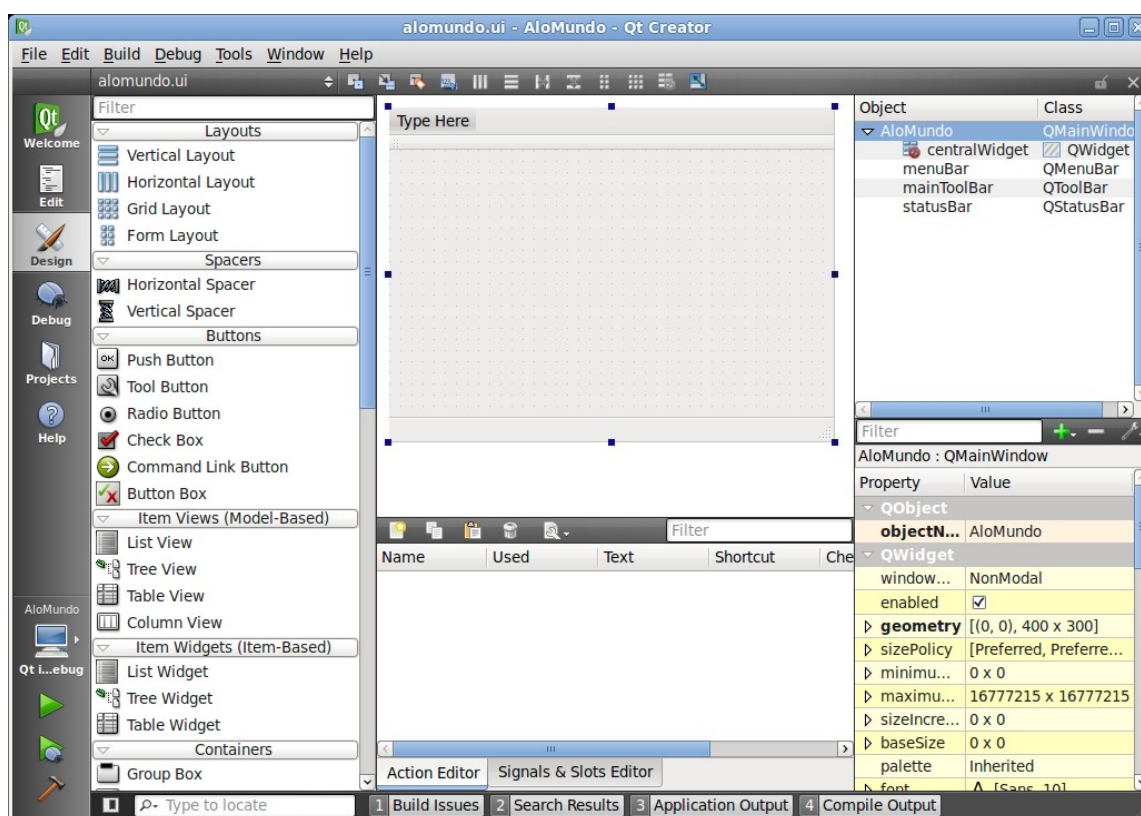 alomundo.ui - AloMundo - Qt Creator
File Edit Build Debug Tools Window Help
alomundo.ui
Welcome
Edit
Design
Debug
Projects
Help
AloMundo
Qt i...ebug
Filter
Layouts
Vertical Layout
Horizontal Layout
Grid Layout
Form Layout
Spacers
Horizontal Spacer
Vertical Spacer
Buttons
OK Push Button
Tool Button
Radio Button
Check Box
Command Link Button
Button Box
Item Views (Model-Based)
List View
Tree View
Table View
Column View
Item Widgets (Item-Based)
List Widget
Tree Widget
Table Widget
Containers
Group Box
Type Here
Filter
Name Used Text Shortcut Che
Action Editor Signals & Slots Editor
Object Class
AloMundo QMainWindo
centralWidget QWidget
menuBar QMenuBar
mainToolBar QToolBar
statusBar QStatusBar
Filter
AloMundo : QMainWindow
Property Value
QObject
objectN... AloMundo
QWidget
window... NonModal
enabled
geometry [(0, 0), 400 x 300]
sizePolicy [Preferred, Preferre...
minimu... 0 x 0
maximu... 16777215 x 16777215
sizeIncre... 0 x 0
baseSize 0 x 0
palette Inherited
font A [Sans, 10]
Type to locate
1 Build Issues 2 Search Results 3 Application Output 4 Compile Output